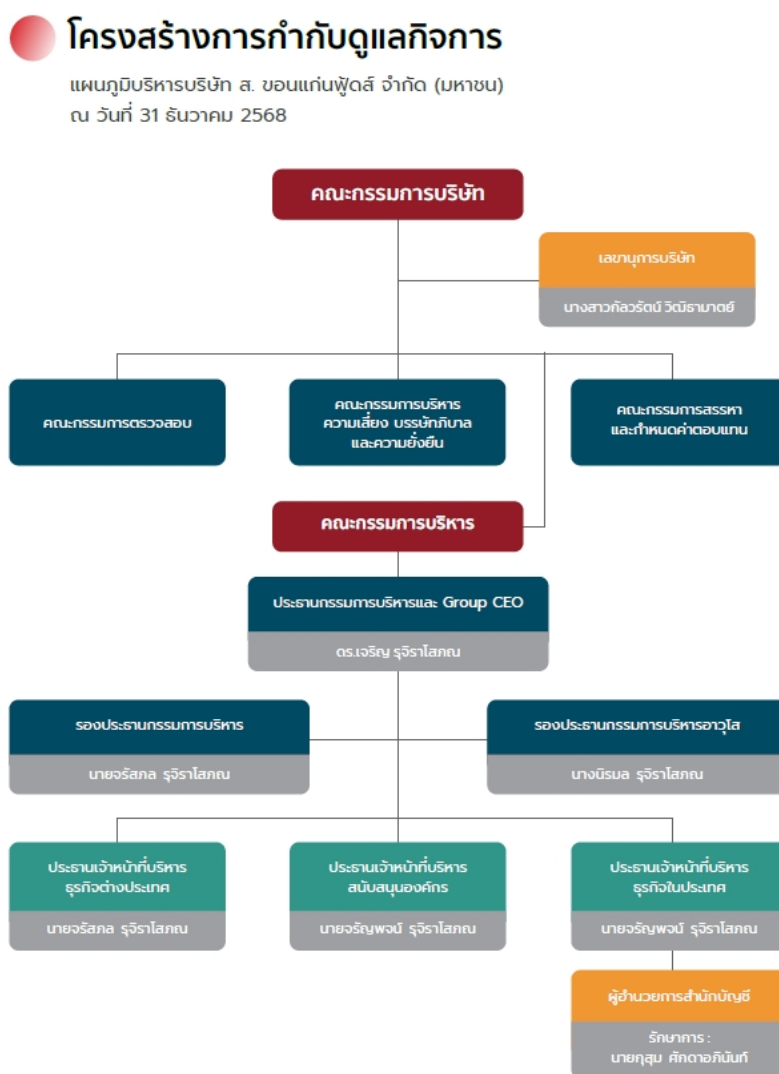 โครงสร้างการกำกับดูแลกิจการ
แผนภูมิบริหารบริษัท ส. ขอนแก่นฟู้ดส์ จำกัด (มหาชน)
ณ วันที่ 31 ธันวาคม 2568
คณะกรรมการบริษัท
เลขานุการบริษัท
นางสาวกัลวรัตน์ วิฒิธามาตย์
คณะกรรมการตรวจสอบ
คณะกรรมการบริหาร
ความเสี่ยง บรรษัทภิบาล
และความยั่งยืน
คณะกรรมการสรรหา
และกำหนดค่าตอบแทน
คณะกรรมการบริหาร
ประธานกรรมการบริหารและ Group CEO
ดร.เจริญ รุจิราโสภณ
รองประธานกรรมการบริหาร
นายจรัสภล รุจิราโสภณ
รองประธานกรรมการบริหารอาวุโส
นางนิรมล รุจิราโสภณ
ประธานเจ้าหน้าที่บริหาร
ธุรกิจต่างประเทศ
นายจรัสภล รุจิราโสภณ
ประธานเจ้าหน้าที่บริหาร
สนับสนุนองค์กร
นายจรัญพจน์ รุจิราโสภณ
ประธานเจ้าหน้าที่บริหาร
ธุรกิจในประเทศ
นายจรัญพจน์ รุจิราโสภณ
ผู้อำนวยการสำนักบัญชี
รักษาการ :
นายกุสุม ศักดาอภินันท์